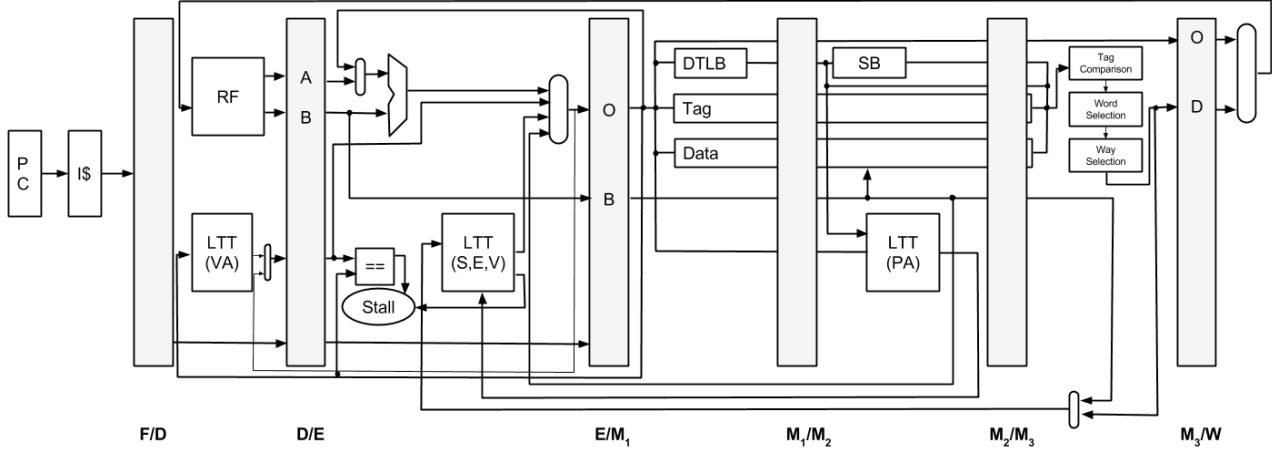 P
C
I$
RF
LTT
(VA)
A
B
==
Stall
LTT
(S,E,V)
O
B
DTLB
Tag
Data
SB
LTT
(PA)
Tag
Comparison
Word
Selection
Way
Selection
O
D
F/D
D/E
E/M₁
M₁/M₂
M₂/M₃
M₃/W